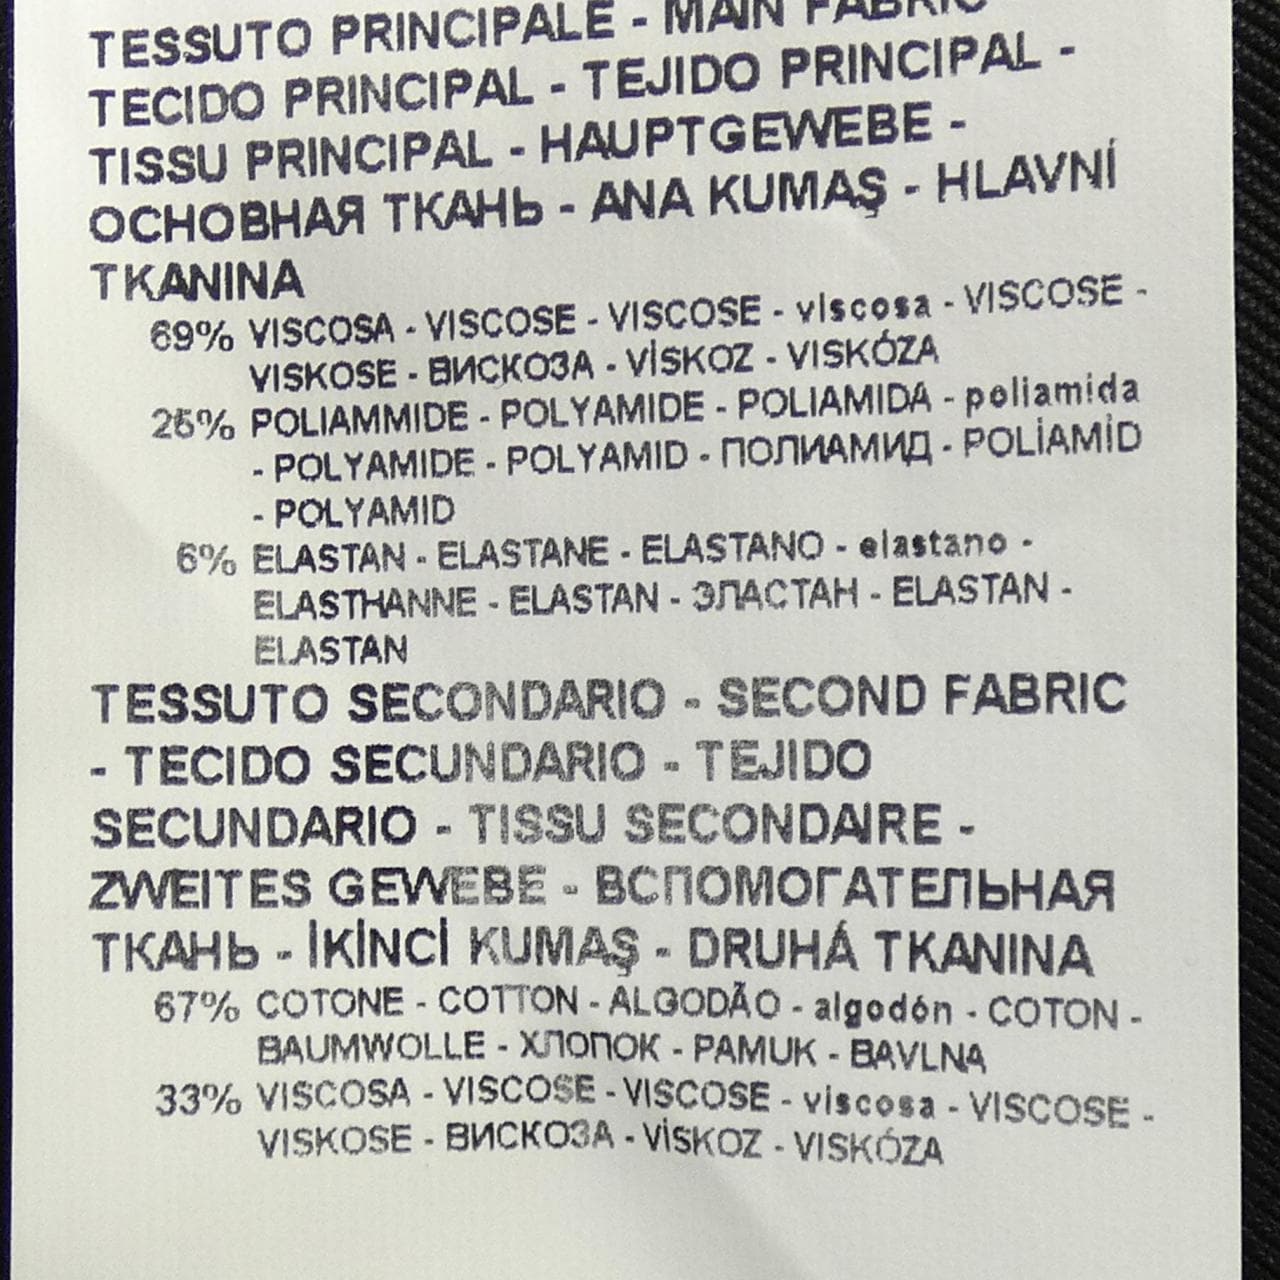 TESSUTO PRINCIPALE - MAIN FABRIC
TECIDO PRINCIPAL - TEJIDO PRINCIPAL -
TISSU PRINCIPAL - HAUPTGEWEBE -
ОСНОВНАЯ ТКАНЬ - ANA KUMAŞ - HLAVNÍ
TKANINA
69% VISCOSA - VISCOSE - VISCOSE - viscosa - VISCOSE -
VISKOSE - ВИСКОЗА - VİSKOZ - VISKÓZA
25% POLIAMMIDE - POLYAMIDE - POLIAMIDA - poliamida
- POLYAMIDE - POLYAMID - ПОЛИАМИД - POLİAMİD
- POLYAMID
6% ELASTAN - ELASTANE - ELASTANO - elastano -
ELASTHANNE - ELASTAN - ЭЛАСТАН - ELASTAN -
ELASTAN
TESSUTO SECONDARIO - SECOND FABRIC
- TECIDO SECUNDARIO - TEJIDO
SECUNDARIO - TISSU SECONDAIRE -
ZWEITES GEWEBE - ВСПОМОГАТЕЛЬНАЯ
ТКАНЬ - İKİNCİ KUMAŞ - DRUHÁ TKANINA
67% COTONE - COTTON - ALGODÃO - algodón - COTON -
BAUMWOLLE - ХЛОПОК - PAMUK - BAVLNA
33% VISCOSA - VISCOSE - VISCOSE - viscosa - VISCOSE -
VISKOSE - ВИСКОЗА - VİSKOZ - VISKÓZA